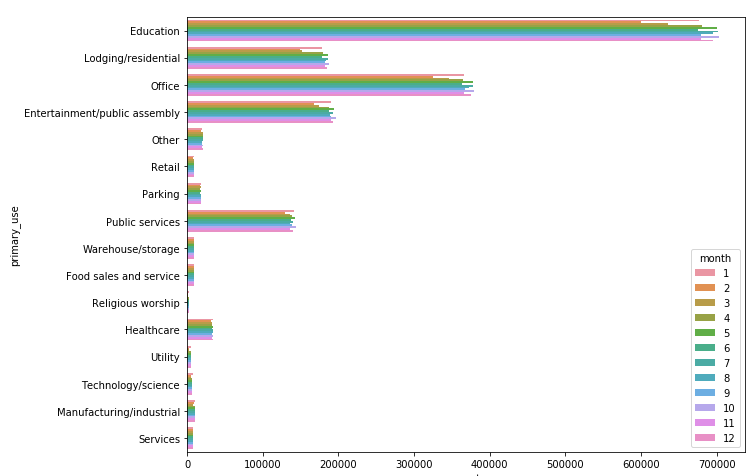 Education
Lodging/residential
Office
Entertainment/public assembly
Other
Retail
Parking
Public services
Warehouse/storage
Food sales and service
Religious worship
Healthcare
Utility
Technology/science
Manufacturing/industrial
Services
primary_use
month
1
2
3
4
5
6
7
8
9
10
11
12
0 100000 200000 300000 400000 500000 600000 700000